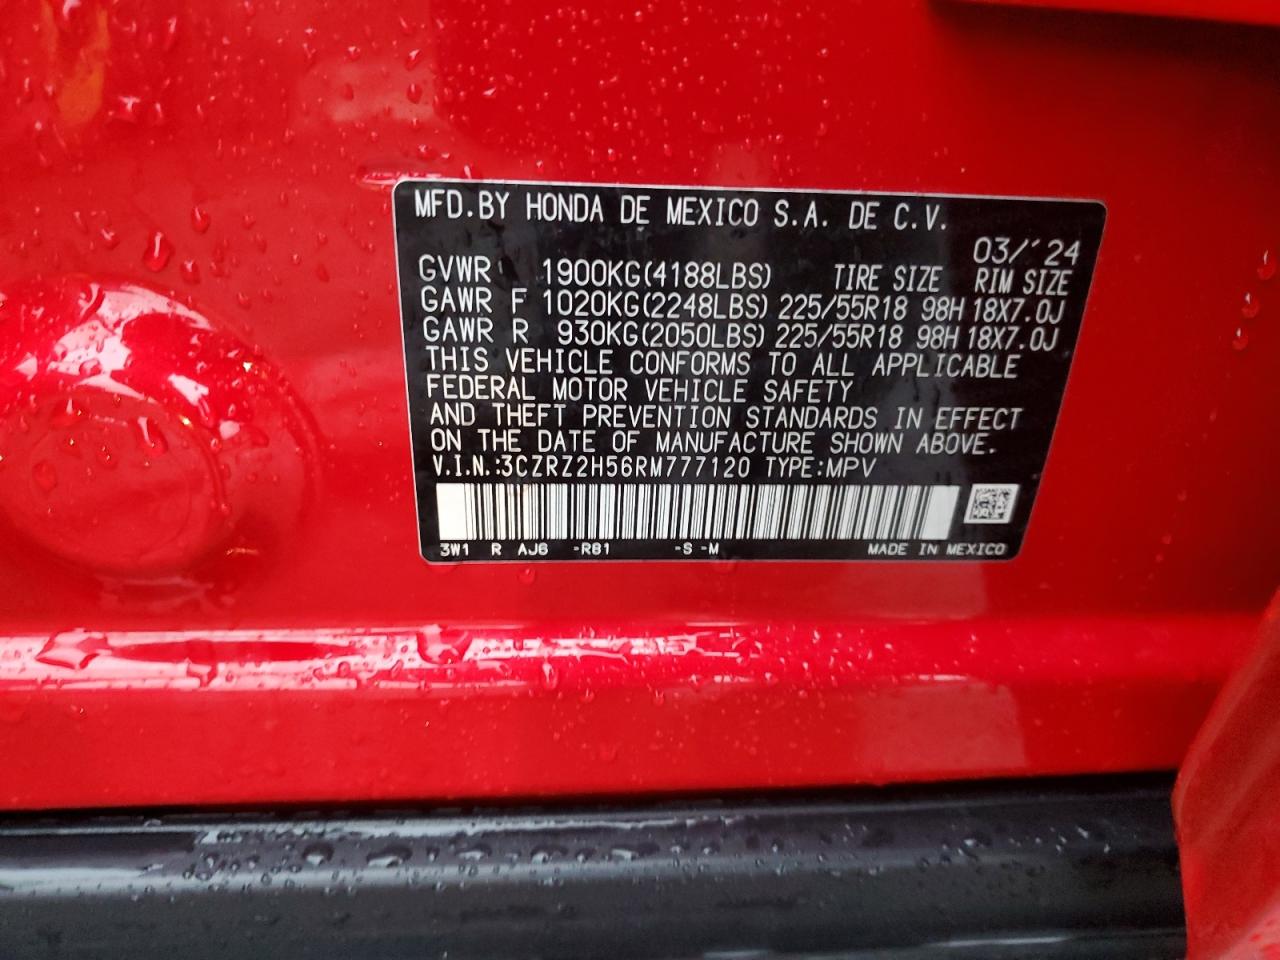 MFD.BY HONDA DE MEXICO S.A. DE C.V.
03/'24
GVWR 1900KG(4188LBS) TIRE SIZE RIM SIZE
GAWR F 1020KG(2248LBS) 225/55R18 98H 18X7.0J
GAWR R 930KG(2050LBS) 225/55R18 98H 18X7.0J
THIS VEHICLE CONFORMS TO ALL APPLICABLE
FEDERAL MOTOR VEHICLE SAFETY
AND THEFT PREVENTION STANDARDS IN EFFECT
ON THE DATE OF MANUFACTURE SHOWN ABOVE.
V.I.N.:3CZRZ2H56RM777120 TYPE:MPV
3W1 R AJ6 -RB1 -S -M MADE IN MEXICO